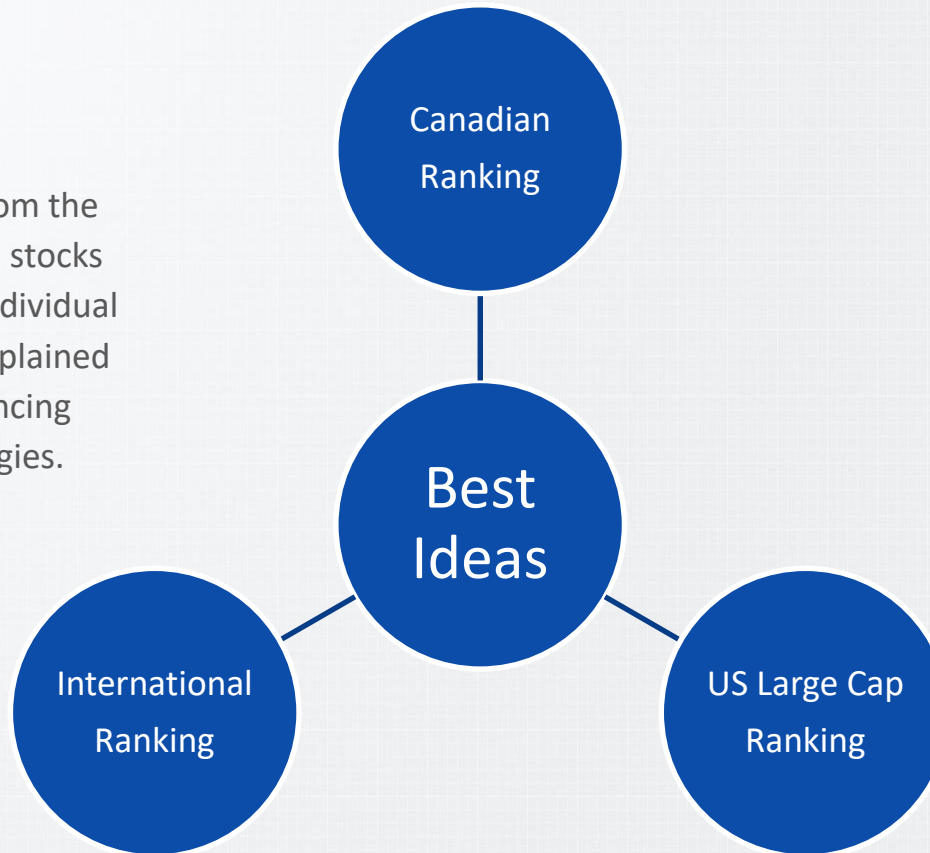 Canadian
Ranking
om the
stocks
dividual
plained
ncing
gies.
Best
Ideas
International
Ranking
US Large Cap
Ranking